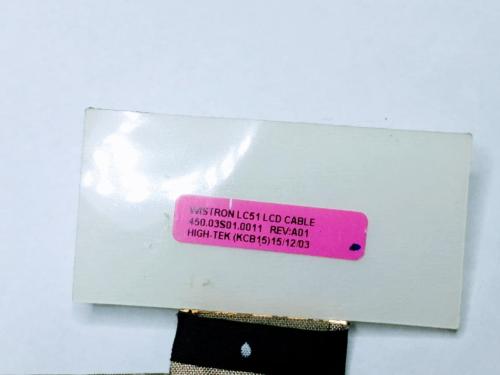 WISTRON LC51 LCD CABLE
450.03S01.0011 REV:A01
HIGH-TEK (KCB15)15/12/03